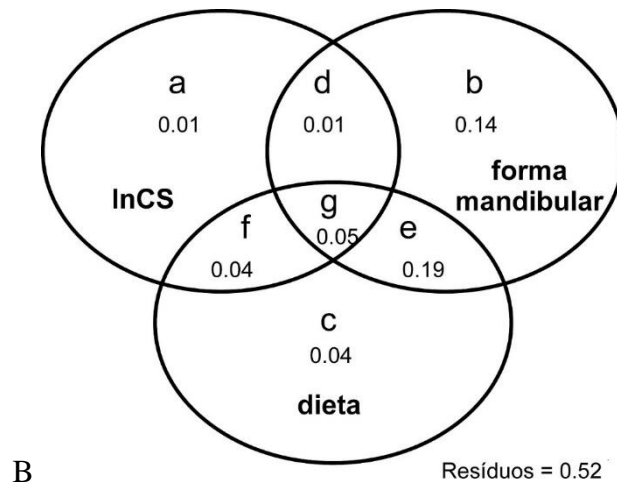 a d b
0.01 0.01 0.14
lnCS
forma
mandibular
f g e
0.04 0.05 0.19
c
0.04
dieta
B
Resíduos = 0.52